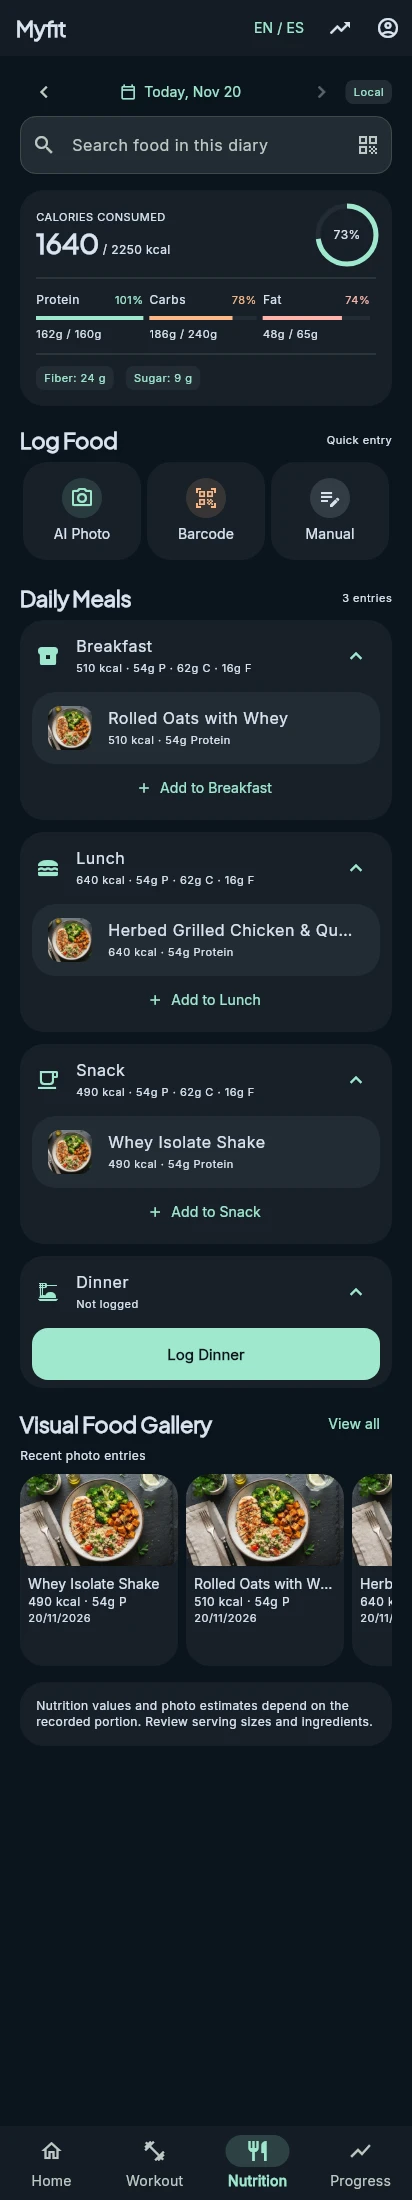 Myfit
EN / ES
Today, Nov 20
Local
Search food in this diary
CALORIES CONSUMED
1640 / 2250 kcal
73%
Protein 101% Carbs 78% Fat 74%
162g / 160g 186g / 240g 48g / 65g
Fiber: 24 g Sugar: 9 g
Log Food Quick entry
AI Photo Barcode Manual
Daily Meals 3 entries
Breakfast
510 kcal · 54g P · 62g C · 16g F
Rolled Oats with Whey
510 kcal · 54g Protein
+ Add to Breakfast
Lunch
640 kcal · 54g P · 62g C · 16g F
Herbed Grilled Chicken & Qu...
640 kcal · 54g Protein
+ Add to Lunch
Snack
490 kcal · 54g P · 62g C · 16g F
Whey Isolate Shake
490 kcal · 54g Protein
+ Add to Snack
Dinner
Not logged
Log Dinner
Visual Food Gallery View all
Recent photo entries
Whey Isolate Shake Rolled Oats with W... Herb
490 kcal · 54g P 510 kcal · 54g P 640 k
20/11/2026 20/11/2026 20/11/
Nutrition values and photo estimates depend on the
recorded portion. Review serving sizes and ingredients.
Home Workout Nutrition Progress